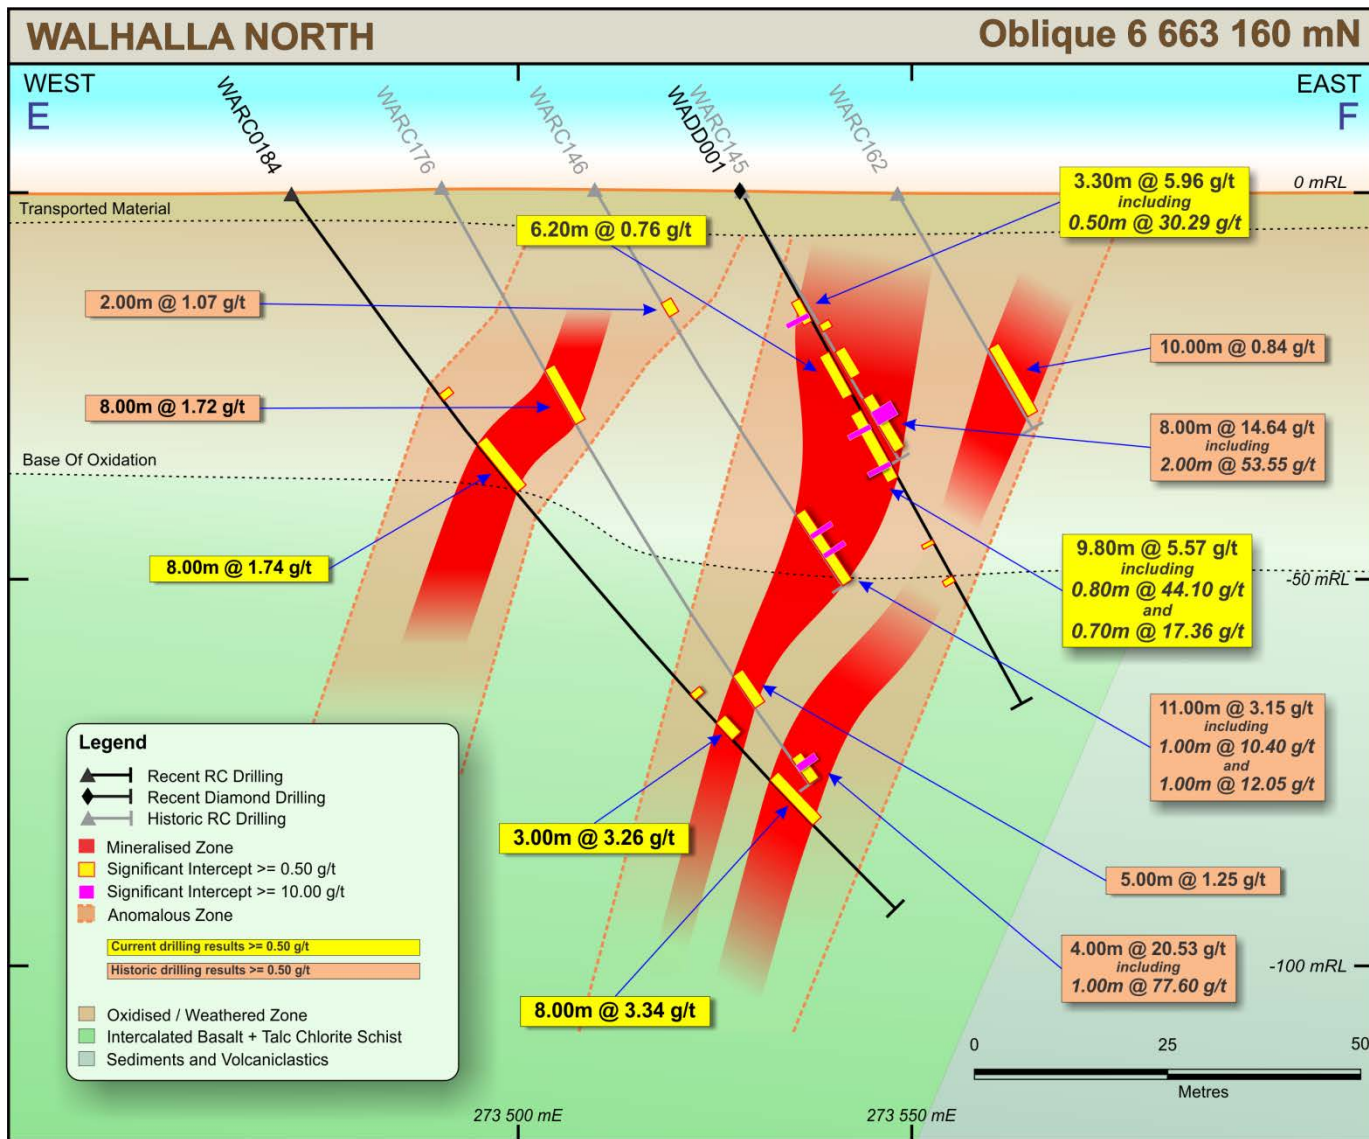 WALHALLA NORTH
Oblique 6 663 160 mN
WEST
EAST
E
F
WARC0184
WARC176
WARC146
WADD001
WARC145
WARC162
0 mRL
Transported Material
3.30m @ 5.96 g/t
including
0.50m @ 30.29 g/t
6.20m @ 0.76 g/t
2.00m @ 1.07 g/t
10.00m @ 0.84 g/t
8.00m @ 1.72 g/t
8.00m @ 14.64 g/t
including
2.00m @ 53.55 g/t
Base Of Oxidation
8.00m @ 1.74 g/t
9.80m @ 5.57 g/t
including
0.80m @ 44.10 g/t
and
0.70m @ 17.36 g/t
-50 mRL
11.00m @ 3.15 g/t
including
1.00m @ 10.40 g/t
and
1.00m @ 12.05 g/t
3.00m @ 3.26 g/t
5.00m @ 1.25 g/t
4.00m @ 20.53 g/t
including
1.00m @ 77.60 g/t
-100 mRL
8.00m @ 3.34 g/t
Legend
Recent RC Drilling
Recent Diamond Drilling
Historic RC Drilling
Mineralised Zone
Significant Intercept >= 0.50 g/t
Significant Intercept >= 10.00 g/t
Anomalous Zone
Current drilling results >= 0.50 g/t
Historic drilling results >= 0.50 g/t
Oxidised / Weathered Zone
Intercalated Basalt + Talc Chlorite Schist
Sediments and Volcaniclastics
0
25
50
Metres
273 500 mE
273 550 mE